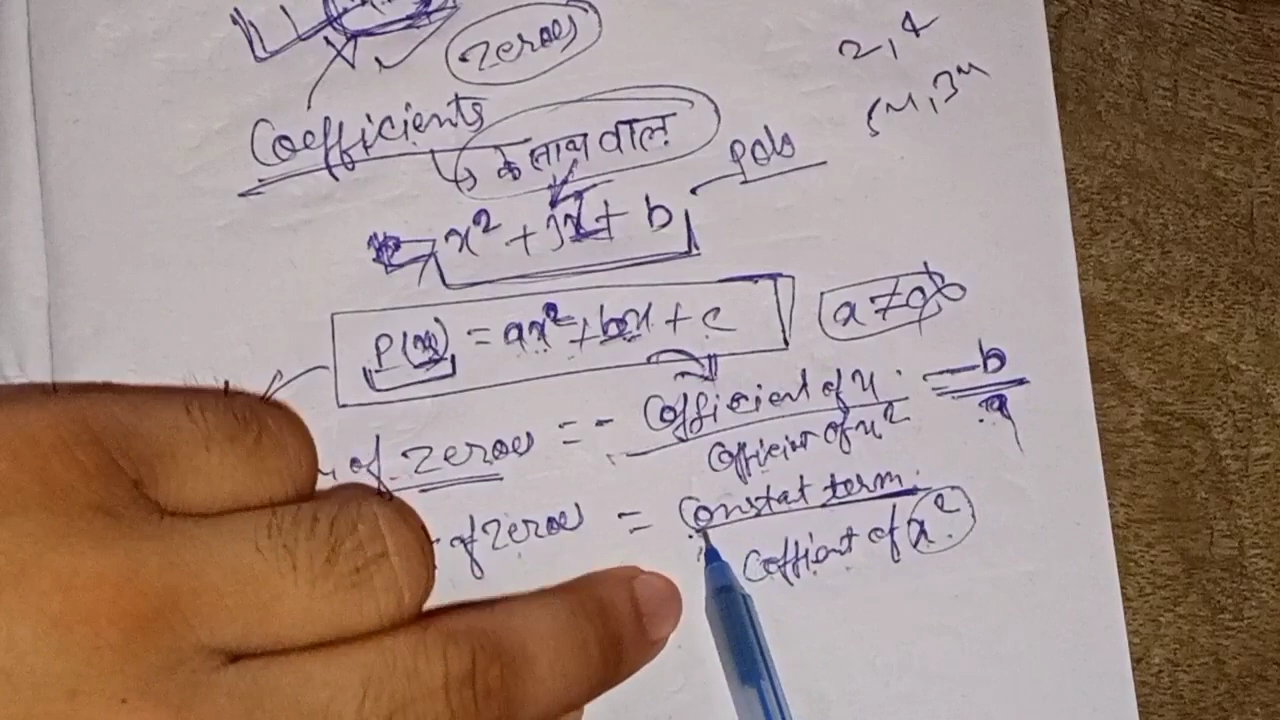 zeroes
2, 4
Coefficients
के साथ वाले
x² + 3x + b
P(x) = ax² + bx + c
a ≠ 0
of zeroes = - Cofficient of x / Cofficient of x² = -b/a
of zeroes = Constat term / Cofficient of x²